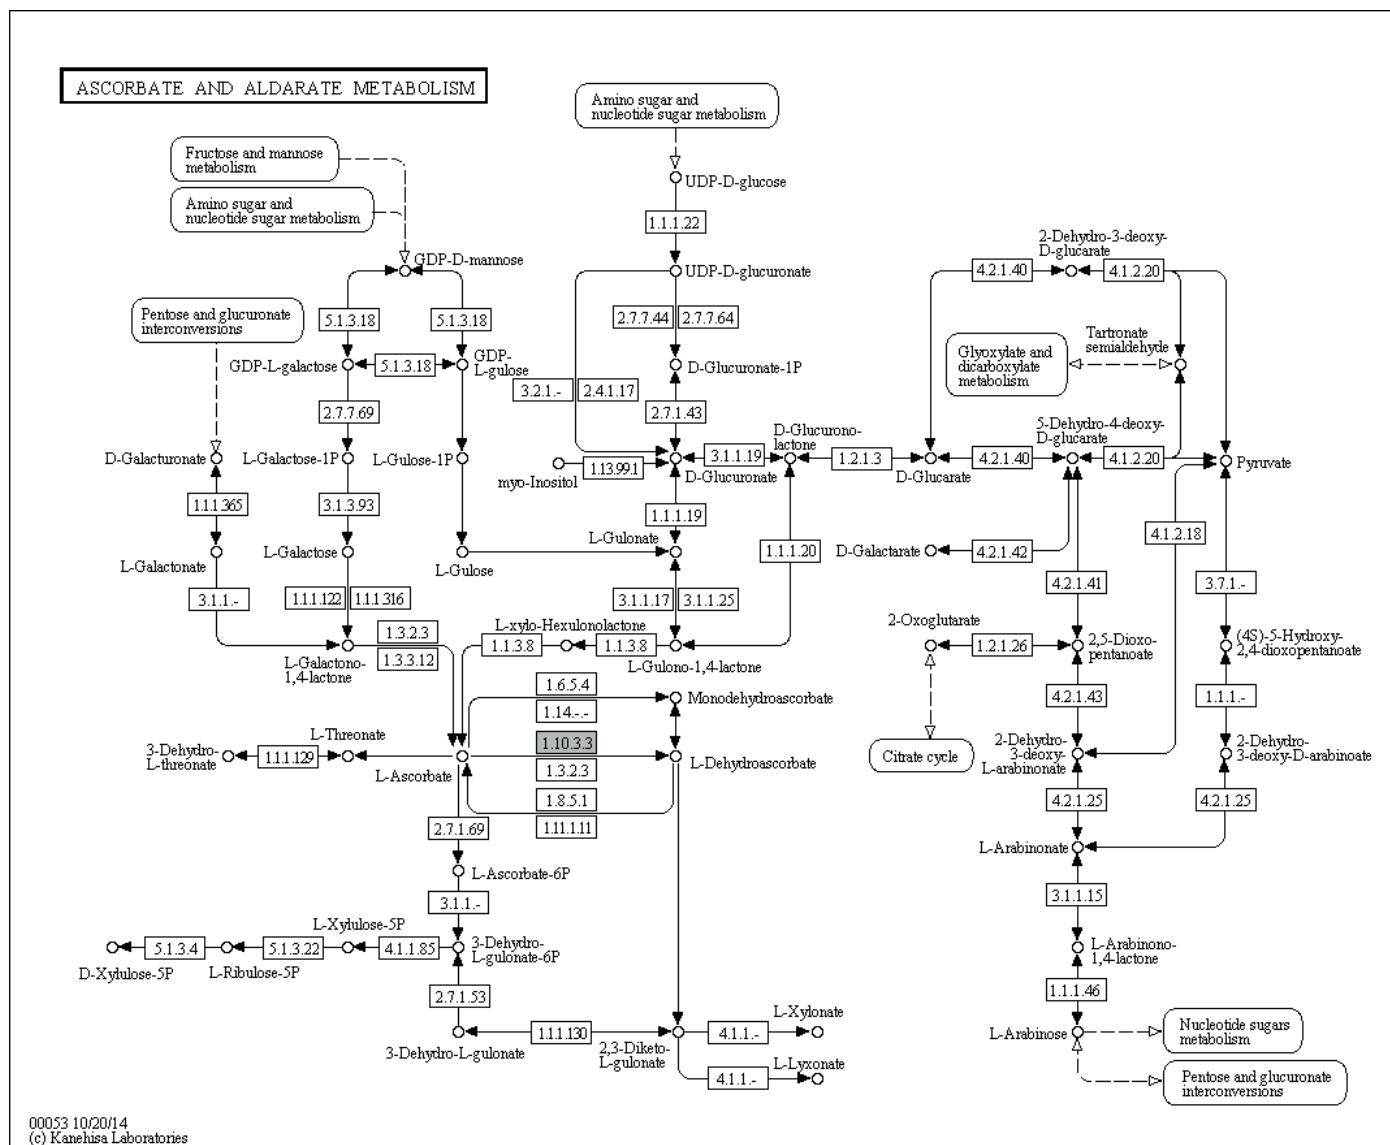 ASCORBATE AND ALDARATE METABOLISM
Amino sugar and
nucleotide sugar metabolism
Fructose and mannose
metabolism
Amino sugar and
nucleotide sugar metabolism
UDP-D-glucose
1.1.1.22
GDP-D-mannose
UDP-D-glucuronate
2-Dehydro-3-deoxy-
D-glucarate
4.2.1.40
4.1.2.20
Pentose and glucuronate
interconversions
5.1.3.18
5.1.3.18
2.7.7.44
2.7.7.64
Tartronate
semialdehyde
Glyoxylate and
dicarboxylate
metabolism
GDP-L-galactose
5.1.3.18
GDP-
L-gulose
D-Glucuronate-1P
3.2.1.-
2.4.1.17
2.7.7.69
2.7.1.43
D-Glucurono-
lactone
5-Dehydro-4-deoxy-
D-glucarate
D-Galacturonate
L-Galactose-1P
L-Gulose-1P
myo-Inositol
1.13.99.1
D-Glucuronate
3.1.1.19
1.2.1.3
D-Glucarate
4.2.1.40
4.1.2.20
Pyruvate
1.1.1.365
3.1.3.93
1.1.1.19
4.1.2.18
L-Galactonate
L-Galactose
L-Gulose
L-Gulonate
1.1.1.20
D-Galactarate
4.2.1.42
3.1.1.-
1.1.1.122
1.1.1.316
3.1.1.17
3.1.1.25
4.2.1.41
3.7.1.-
L-Galactono-
1,4-lactone
1.3.2.3
1.3.3.12
L-xylo-Hexulonolactone
1.1.3.8
1.1.3.8
L-Gulono-1,4-lactone
2-Oxoglutarate
1.2.1.26
2,5-Dioxo-
pentanoate
(4S)-5-Hydroxy-
2,4-dioxopentanoate
1.6.5.4
1.14.-.-
Monodehydroascorbate
4.2.1.43
1.1.1.-
3-Dehydro-
L-threonate
1.1.1.129
L-Threonate
L-Ascorbate
1.10.3.3
1.3.2.3
L-Dehydroascorbate
Citrate cycle
2-Dehydro-
3-deoxy-
L-arabinonate
2-Dehydro-
3-deoxy-D-arabinoate
1.8.5.1
1.11.1.11
4.2.1.25
4.2.1.25
2.7.1.69
L-Arabinonate
L-Ascorbate-6P
3.1.1.-
3.1.1.15
D-Xylulose-5P
5.1.3.4
L-Ribulose-5P
5.1.3.22
L-Xylulose-5P
4.1.1.85
3-Dehydro-
L-gulonate-6P
L-Arabinono-
1,4-lactone
2.7.1.53
1.1.1.46
3-Dehydro-L-gulonate
1.1.1.130
2,3-Diketo-
L-gulonate
4.1.1.-
L-Xylonate
4.1.1.-
L-Lyxonate
L-Arabinose
Nucleotide sugars
metabolism
Pentose and glucuronate
interconversions
00053 10/20/14
(c) Kanehisa Laboratories